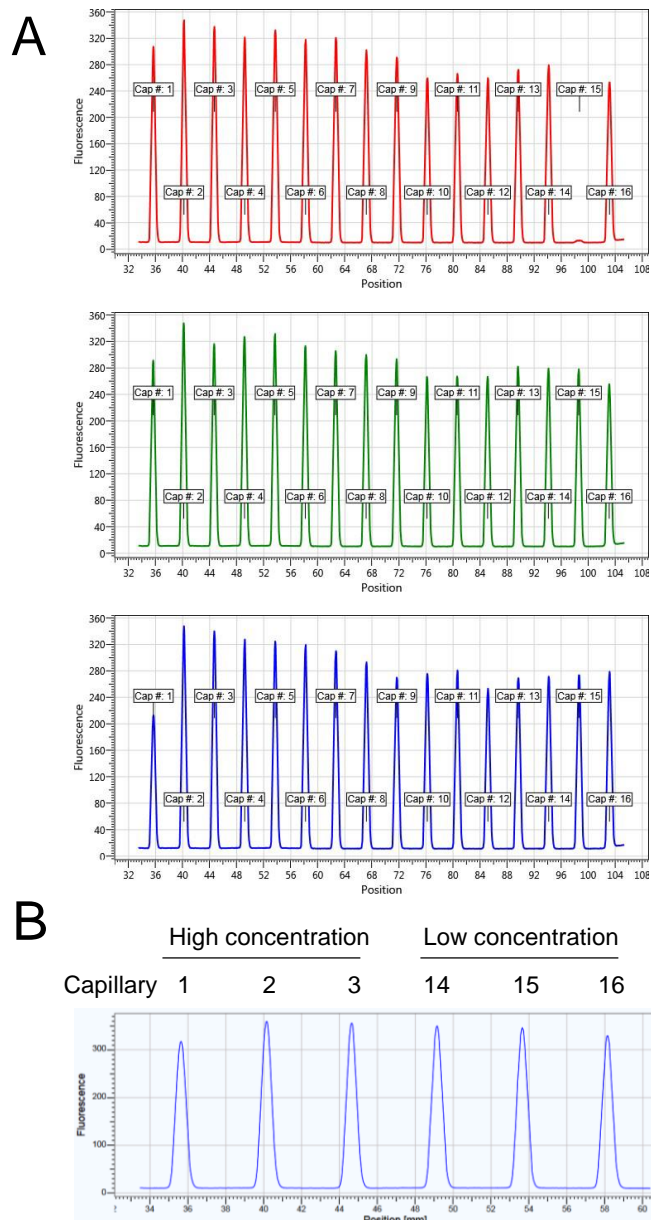 A
360
320
280
240
200
160
120
80
40
0
Fluorescence
Cap #: 1 Cap #: 3 Cap #: 5 Cap #: 7 Cap #: 9 Cap #: 11 Cap #: 13 Cap #: 15
Cap #: 2 Cap #: 4 Cap #: 6 Cap #: 8 Cap #: 10 Cap #: 12 Cap #: 14 Cap #: 16
32 36 40 44 48 52 56 60 64 68 72 76 80 84 88 92 96 100 104 108
Position
360
320
280
240
200
160
120
80
40
0
Fluorescence
Cap #: 1 Cap #: 3 Cap #: 5 Cap #: 7 Cap #: 9 Cap #: 11 Cap #: 13 Cap #: 15
Cap #: 2 Cap #: 4 Cap #: 6 Cap #: 8 Cap #: 10 Cap #: 12 Cap #: 14 Cap #: 16
32 36 40 44 48 52 56 60 64 68 72 76 80 84 88 92 96 100 104 108
Position
360
320
280
240
200
160
120
80
40
0
Fluorescence
Cap #: 1 Cap #: 3 Cap #: 5 Cap #: 7 Cap #: 9 Cap #: 11 Cap #: 13 Cap #: 15
Cap #: 2 Cap #: 4 Cap #: 6 Cap #: 8 Cap #: 10 Cap #: 12 Cap #: 14 Cap #: 16
32 36 40 44 48 52 56 60 64 68 72 76 80 84 88 92 96 100 104 108
Position
B
High concentration Low concentration
Capillary 1 2 3 14 15 16
300
200
100
0
Fluorescence
34 36 38 40 42 44 46 48 50 52 54 56 58 60
Position [mm]